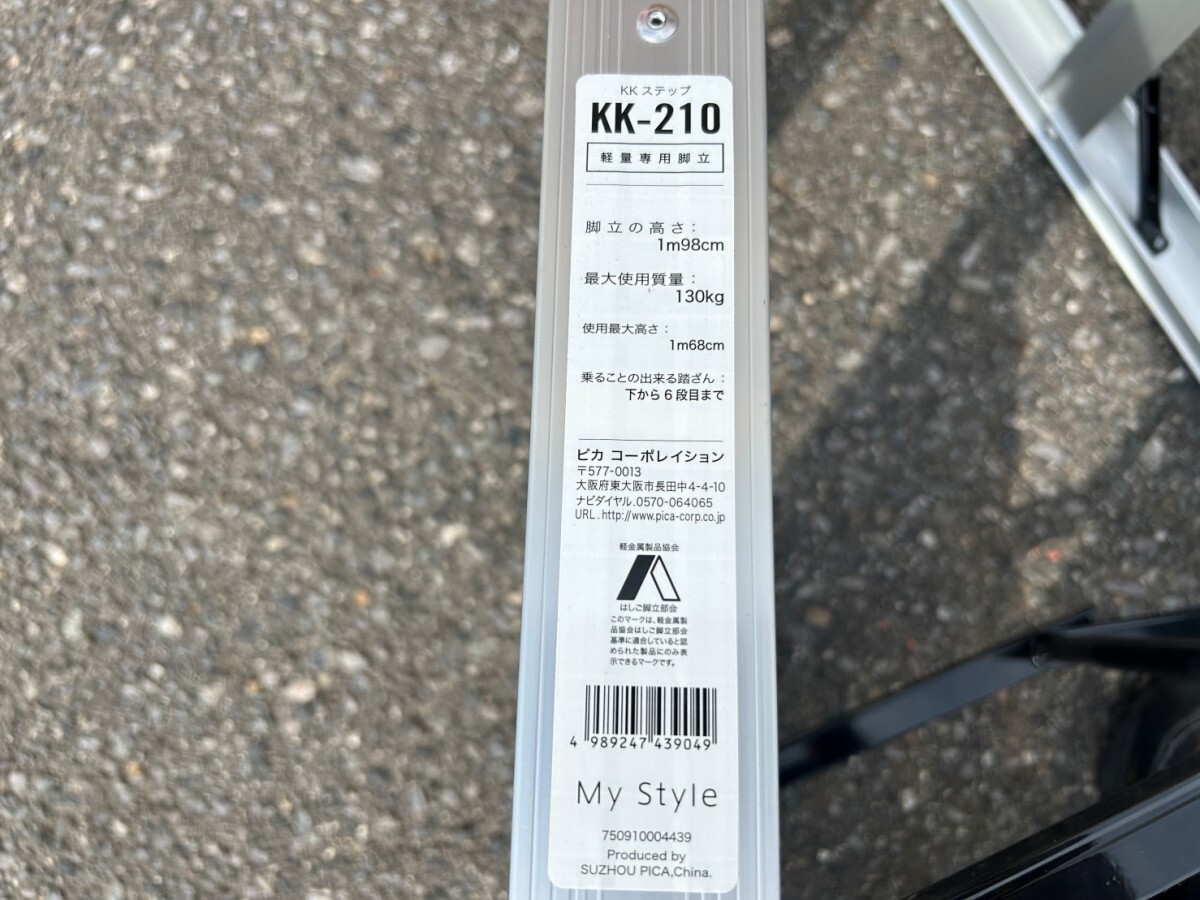 KK ステップ
KK-210
軽量専用脚立
脚立の高さ：
1m98cm
最大使用質量：
130kg
使用最大高さ：
1m68cm
乗ることの出来る踏ざん：
下から6段目まで
ピカ コーポレイション
〒577-0013
大阪府東大阪市長田中4-4-10
ナビダイヤル.0570-064065
URL.http://www.pica-corp.co.jp
軽金属製品協会
はしご脚立部会
このマークは、軽金属製
品協会はしご脚立部会
基準に適合していると認
められた製品にのみ表
示できるマークです。
4 989247 439049
My Style
750910004439
Produced by
SUZHOU PICA,China.